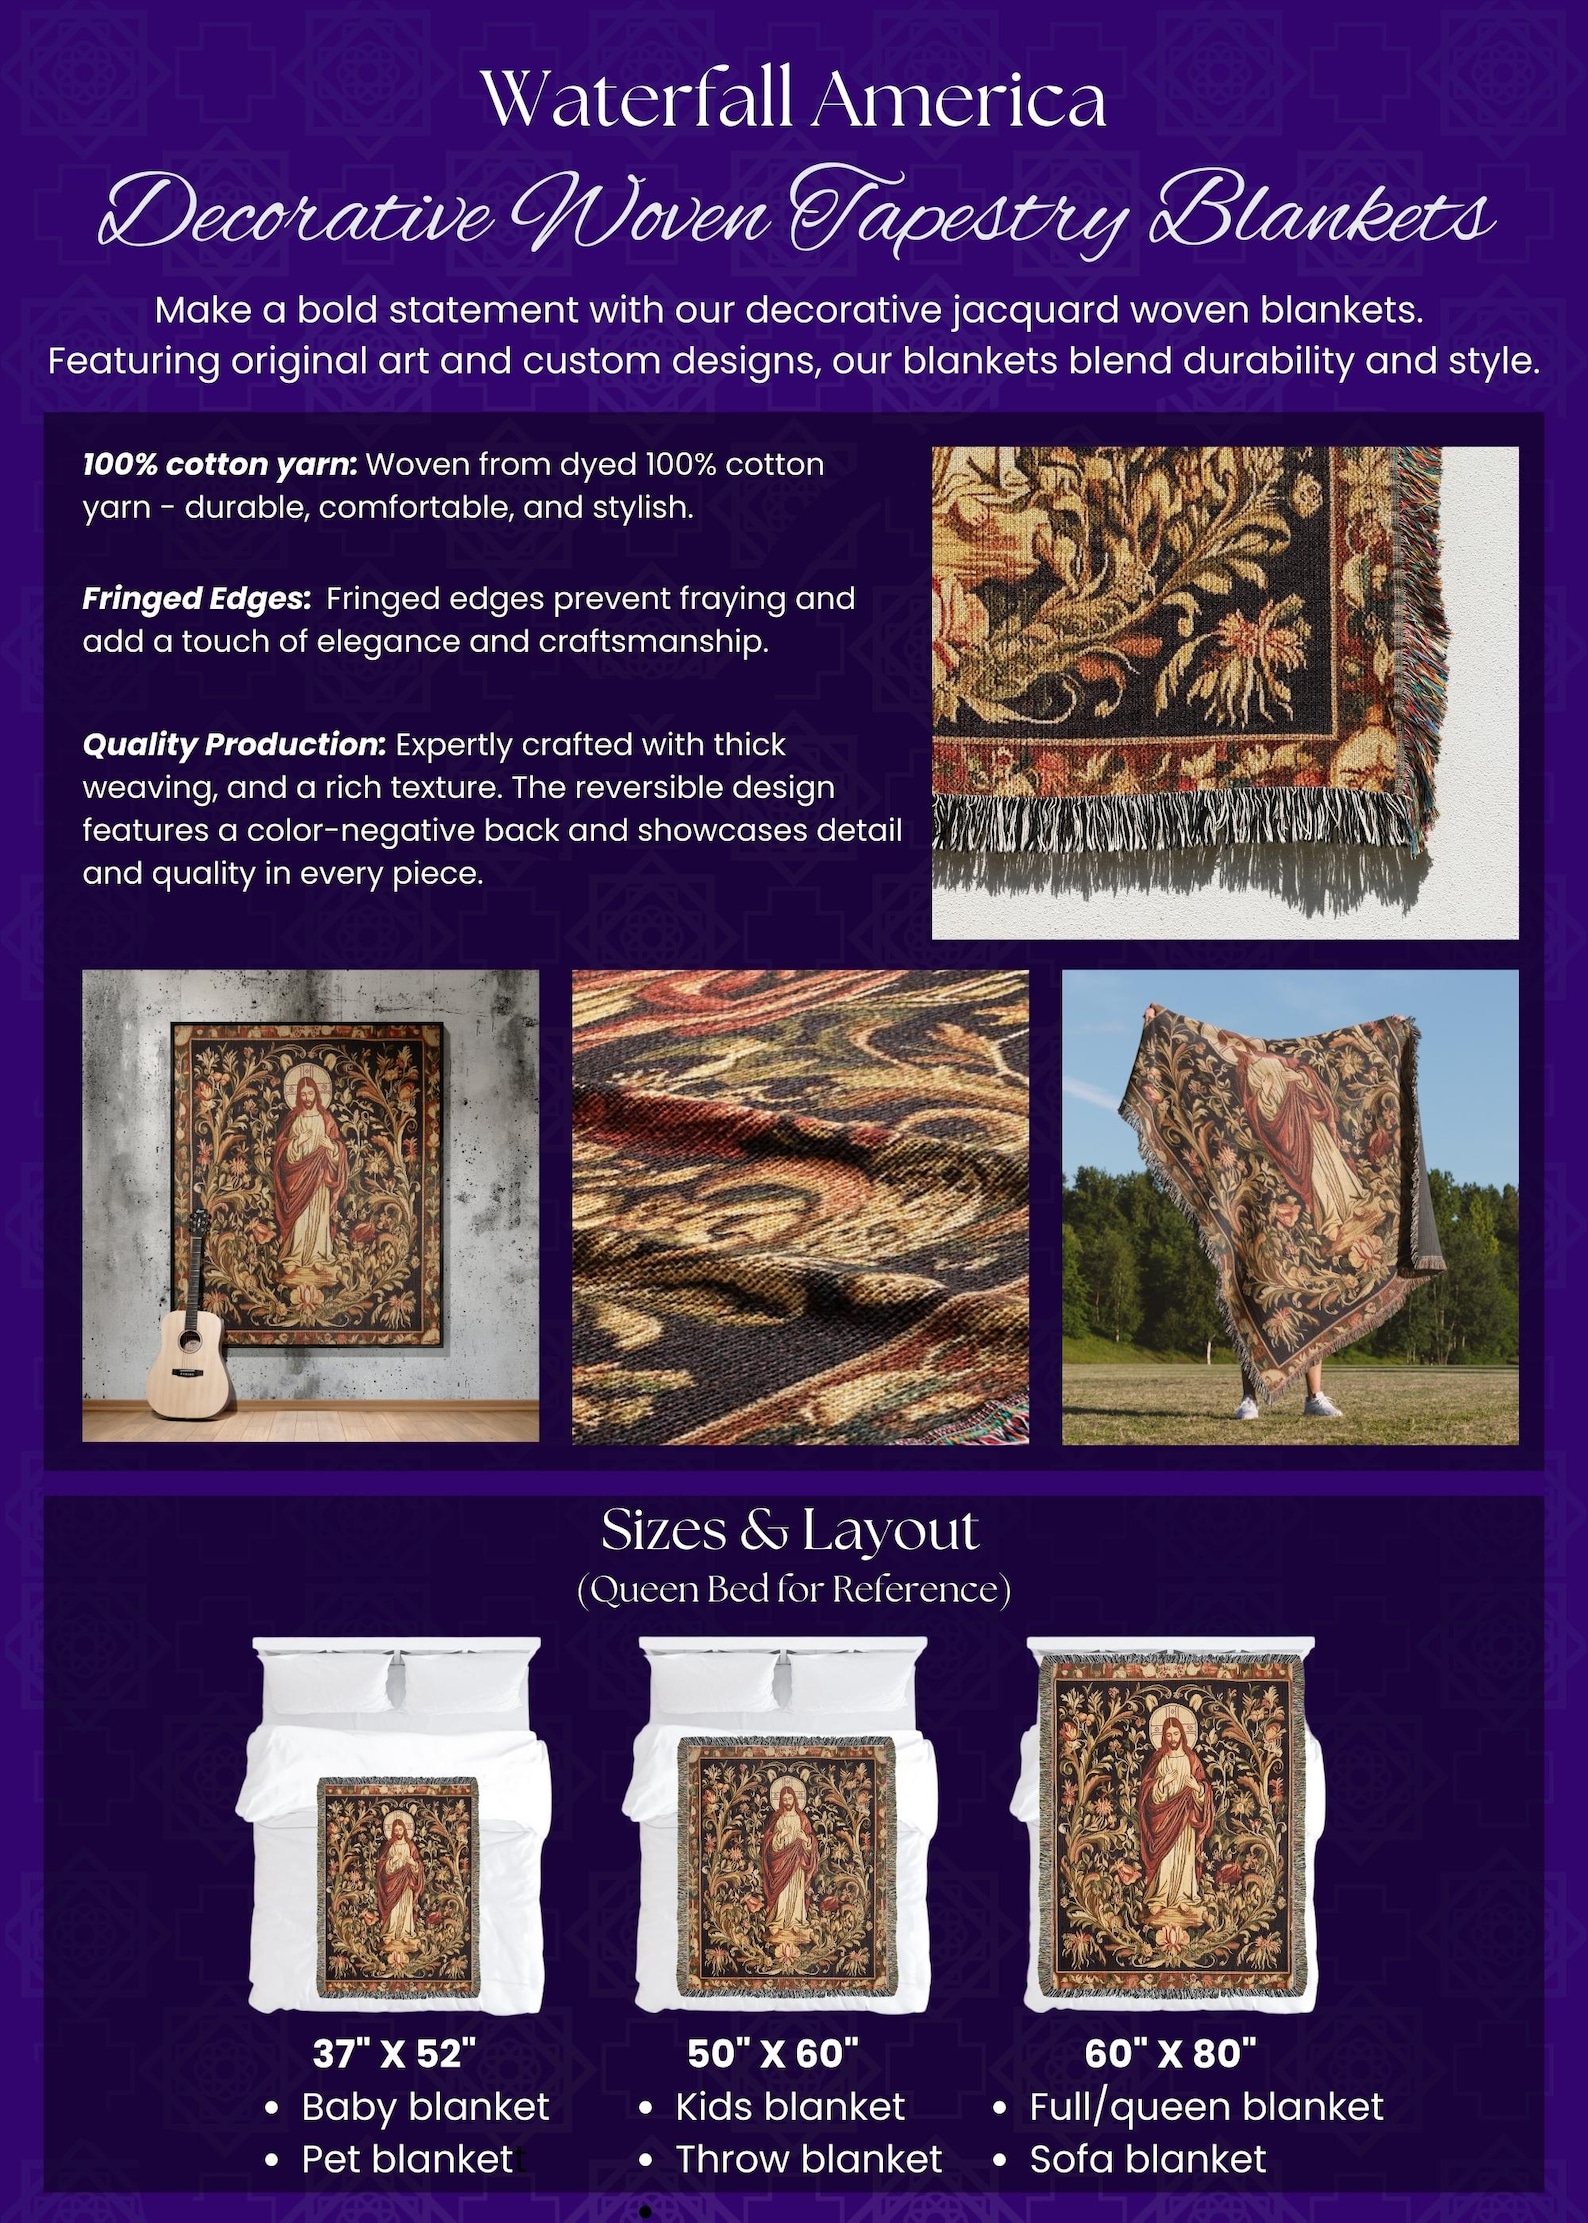 Waterfall America
Decorative Woven Tapestry Blankets
Make a bold statement with our decorative jacquard woven blankets.
Featuring original art and custom designs, our blankets blend durability and style.
100% cotton yarn: Woven from dyed 100% cotton
yarn - durable, comfortable, and stylish.
Fringed Edges: Fringed edges prevent fraying and
add a touch of elegance and craftsmanship.
Quality Production: Expertly crafted with thick
weaving, and a rich texture. The reversible design
features a color-negative back and showcases detail
and quality in every piece.
Sizes & Layout
(Queen Bed for Reference)
37" X 52"
• Baby blanket
• Pet blankett
50" X 60"
• Kids blanket
• Throw blanket
60" X 80"
• Full/queen blanket
• Sofa blanket